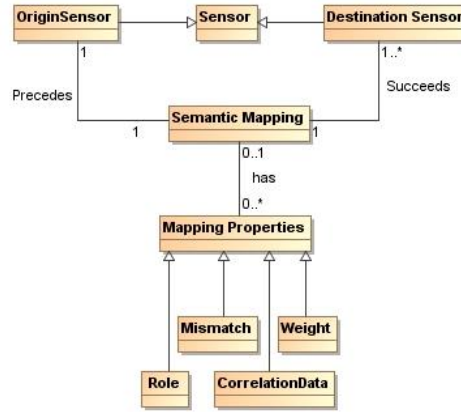 OriginSensor
Sensor
Destination Sensor
1
1..*
Precedes
Succeeds
Semantic Mapping
1
1
0..1
has
0..*
Mapping Properties
Mismatch
Weight
Role
CorrelationData